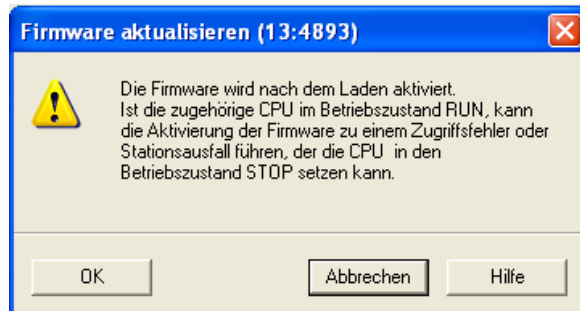 Firmware aktualisieren (13:4893)
Die Firmware wird nach dem Laden aktiviert.
Ist die zugehörige CPU im Betriebszustand RUN, kann
die Aktivierung der Firmware zu einem Zugriffsfehler oder
Stationsausfall führen, der die CPU in den
Betriebszustand STOP setzen kann.
OK
Abbrechen
Hilfe